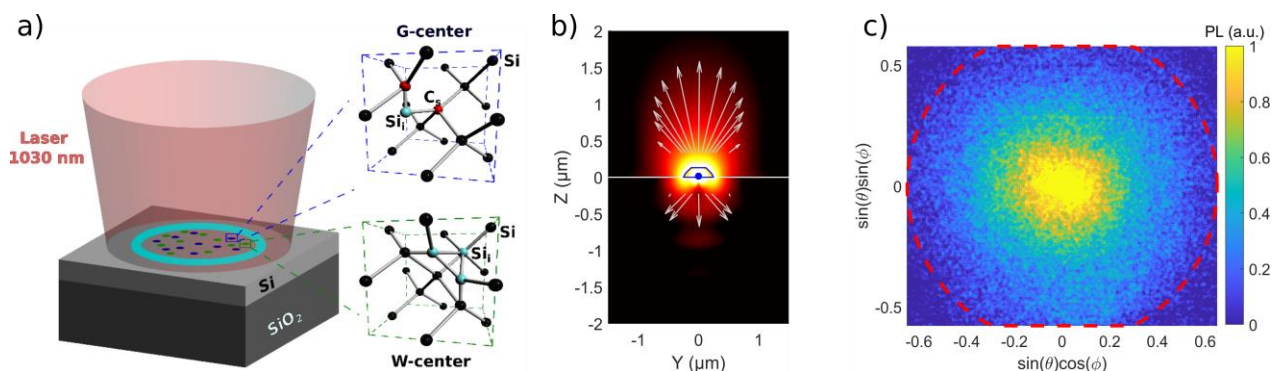 a)
Laser
1030 nm
Si
SiO₂
G-center
Si
Cₛ
Siᵢ
Si
Siᵢ
W-center
b)
Z (μm)
2
1.5
1
0.5
0
-0.5
-1
-1.5
-2
-1 0 1
Y (μm)
c)
PL (a.u.)
sin(θ)sin(ϕ)
0.5
0
-0.5
-0.6 -0.4 -0.2 0 0.2 0.4 0.6
sin(θ)cos(ϕ)
1
0.8
0.6
0.4
0.2
0